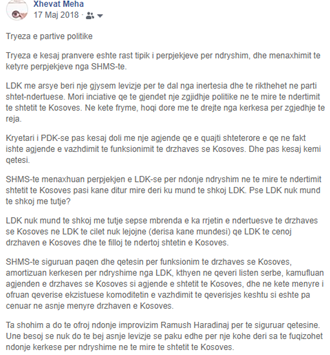 Xhevat Meha
17 Maj 2018 ·
Tryeza e partive politike
Tryeza e kesaj pranvere eshte rast tipik i perpjekjeve per ndryshim, dhe menaxhimit te
ketyre perpjekjeve nga SHMS-te.
LDK me arsye beri nje gjysem levizje per te dal nga inertesia dhe te rikthehet ne parti
shtet-ndertuese. Mori inciative qe te gjendet nje zgjidhje politike ne te mire te ndertimit
te shtetit te Kosoves. Ne kete fryme, hoqi dore me te drejte nga kerkesa per zgjedhje te
reja.
Kryetari i PDK-se pas kesaj doli me nje agjende qe e quajti shteterore e qe ne fakt
ishte agjende e vazhdimit te funksionimit te drzhaves se Kosoves. Dhe pas kesaj kemi
qetesi.
SHMS-te menaxhuan perpjekjen e LDK-se per ndonje ndryshim ne te mire te ndertimit
shtetit te Kosoves pasi kane ditur mire deri ku mund te shkoj LDK. Pse LDK nuk mund
te shkoj me tutje?
LDK nuk mund te shkoj me tutje sepse mbrenda e ka rrjetin e ndertuesve te drzhaves
se Kosoves ne LDK te cilet nuk lejojne (derisa kane mundesi) qe LDK te cenoj
drzhaven e Kosoves dhe te filloj te ndertoj shtetin e Kosoves.
SHMS-te siguruan paqen dhe qetesin per funksionim te drzhaves se Kosoves,
amortizuan kerkesen per ndryshime nga LDK, kthyen ne qeveri listen serbe, kamufluan
agjenden e drzhaves se Kosoves si agjende e shtetit te Kosoves, dhe ne kete menyre i
ofruan qeverise ekzistuese komoditetin e vazhdimit te qeverisjes keshtu si eshte pa
cenuar ne asnje menyre drzhaven e Kosoves.
Ta shohim a do te ofroj ndonje improvizim Ramush Haradinaj per te siguruar qetesine.
Une besoj se nuk do te bej asnje levizje se paku edhe per nje kohe deri sa te fuqizohet
ndonje kerkese per ndryshime ne te mire te shtetit te Kosoves.